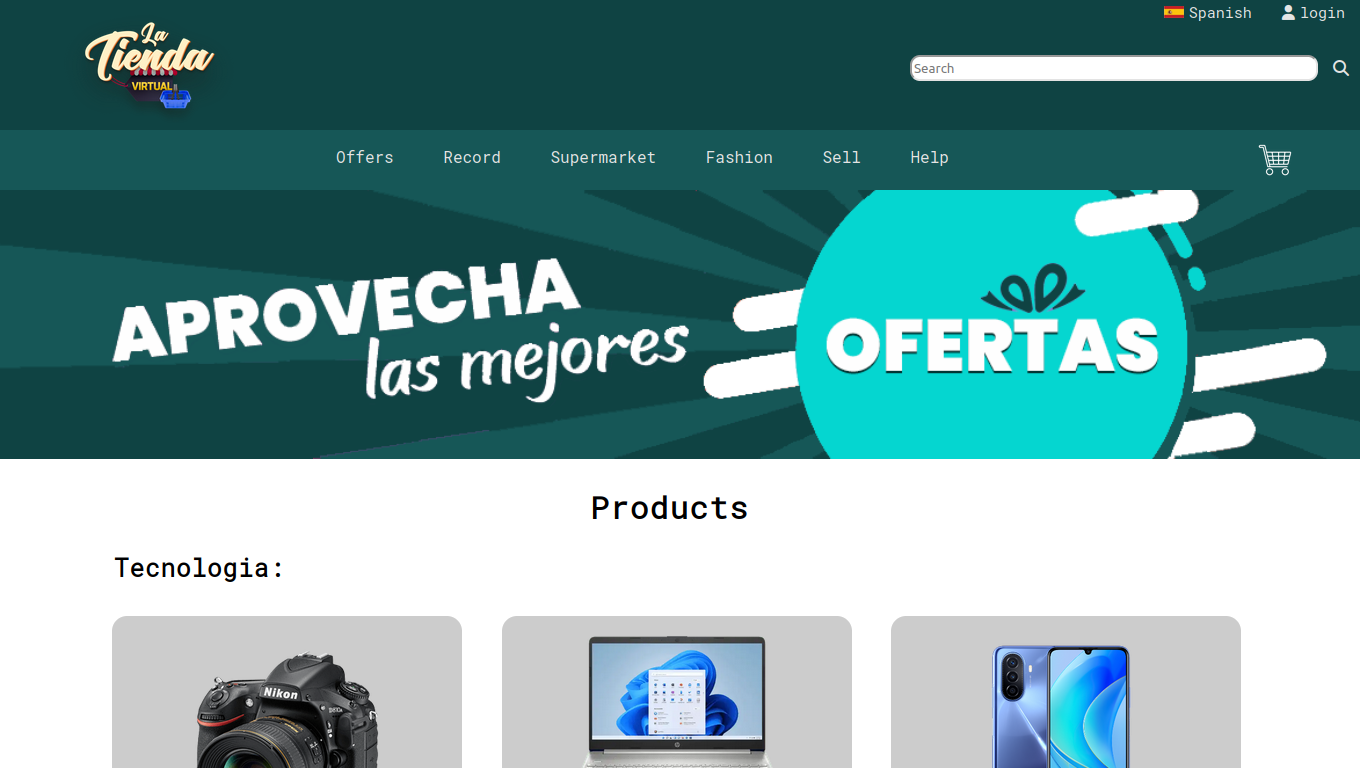 Spanish login
La
Tienda
VIRTUAL
Search
Offers Record Supermarket Fashion Sell Help
APROVECHA
las mejores
OFERTAS
Products
Tecnologia:
Nikon